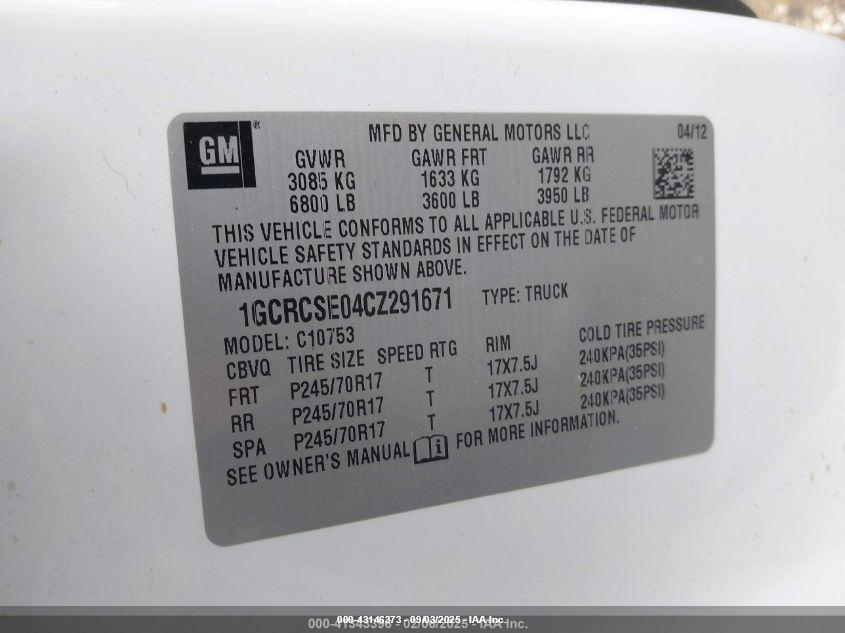 GM ®
MFD BY GENERAL MOTORS LLC 04/12
GVWR GAWR FRT GAWR RR
3085 KG 1633 KG 1792 KG
6800 LB 3600 LB 3950 LB
THIS VEHICLE CONFORMS TO ALL APPLICABLE U.S. FEDERAL MOTOR
VEHICLE SAFETY STANDARDS IN EFFECT ON THE DATE OF
MANUFACTURE SHOWN ABOVE.
1GCRCSE04CZ291671 TYPE: TRUCK
MODEL: C10753
CBVQ TIRE SIZE SPEED RTG RIM COLD TIRE PRESSURE
FRT P245/70R17 T 17X7.5J 240KPA(35PSI)
RR P245/70R17 T 17X7.5J 240KPA(35PSI)
SPA P245/70R17 T 17X7.5J 240KPA(35PSI)
SEE OWNER'S MANUAL i FOR MORE INFORMATION.
000-43146373 - 09/03/2025 - IAA Inc.